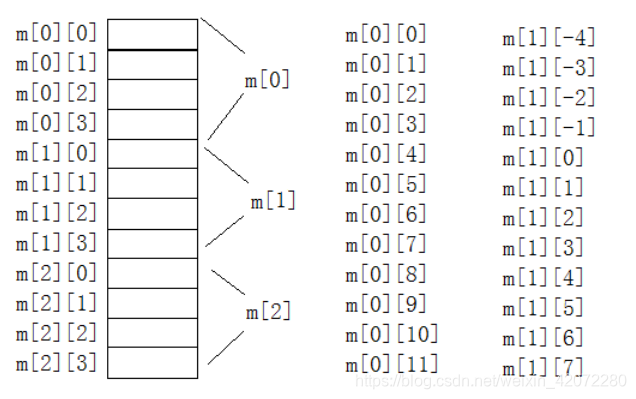 m[0][0] m[0][0] m[1][-4]
m[0][1] m[0] m[0][1] m[1][-3]
m[0][2] m[0][2] m[1][-2]
m[0][3] m[0][3] m[1][-1]
m[1][0] m[0][4] m[1][0]
m[1][1] m[1] m[0][5] m[1][1]
m[1][2] m[0][6] m[1][2]
m[1][3] m[0][7] m[1][3]
m[2][0] m[0][8] m[1][4]
m[2][1] m[2] m[0][9] m[1][5]
m[2][2] m[0][10] m[1][6]
m[2][3] m[0][11] m[1][7]
https://blog.csdn.net/weixin_42072280